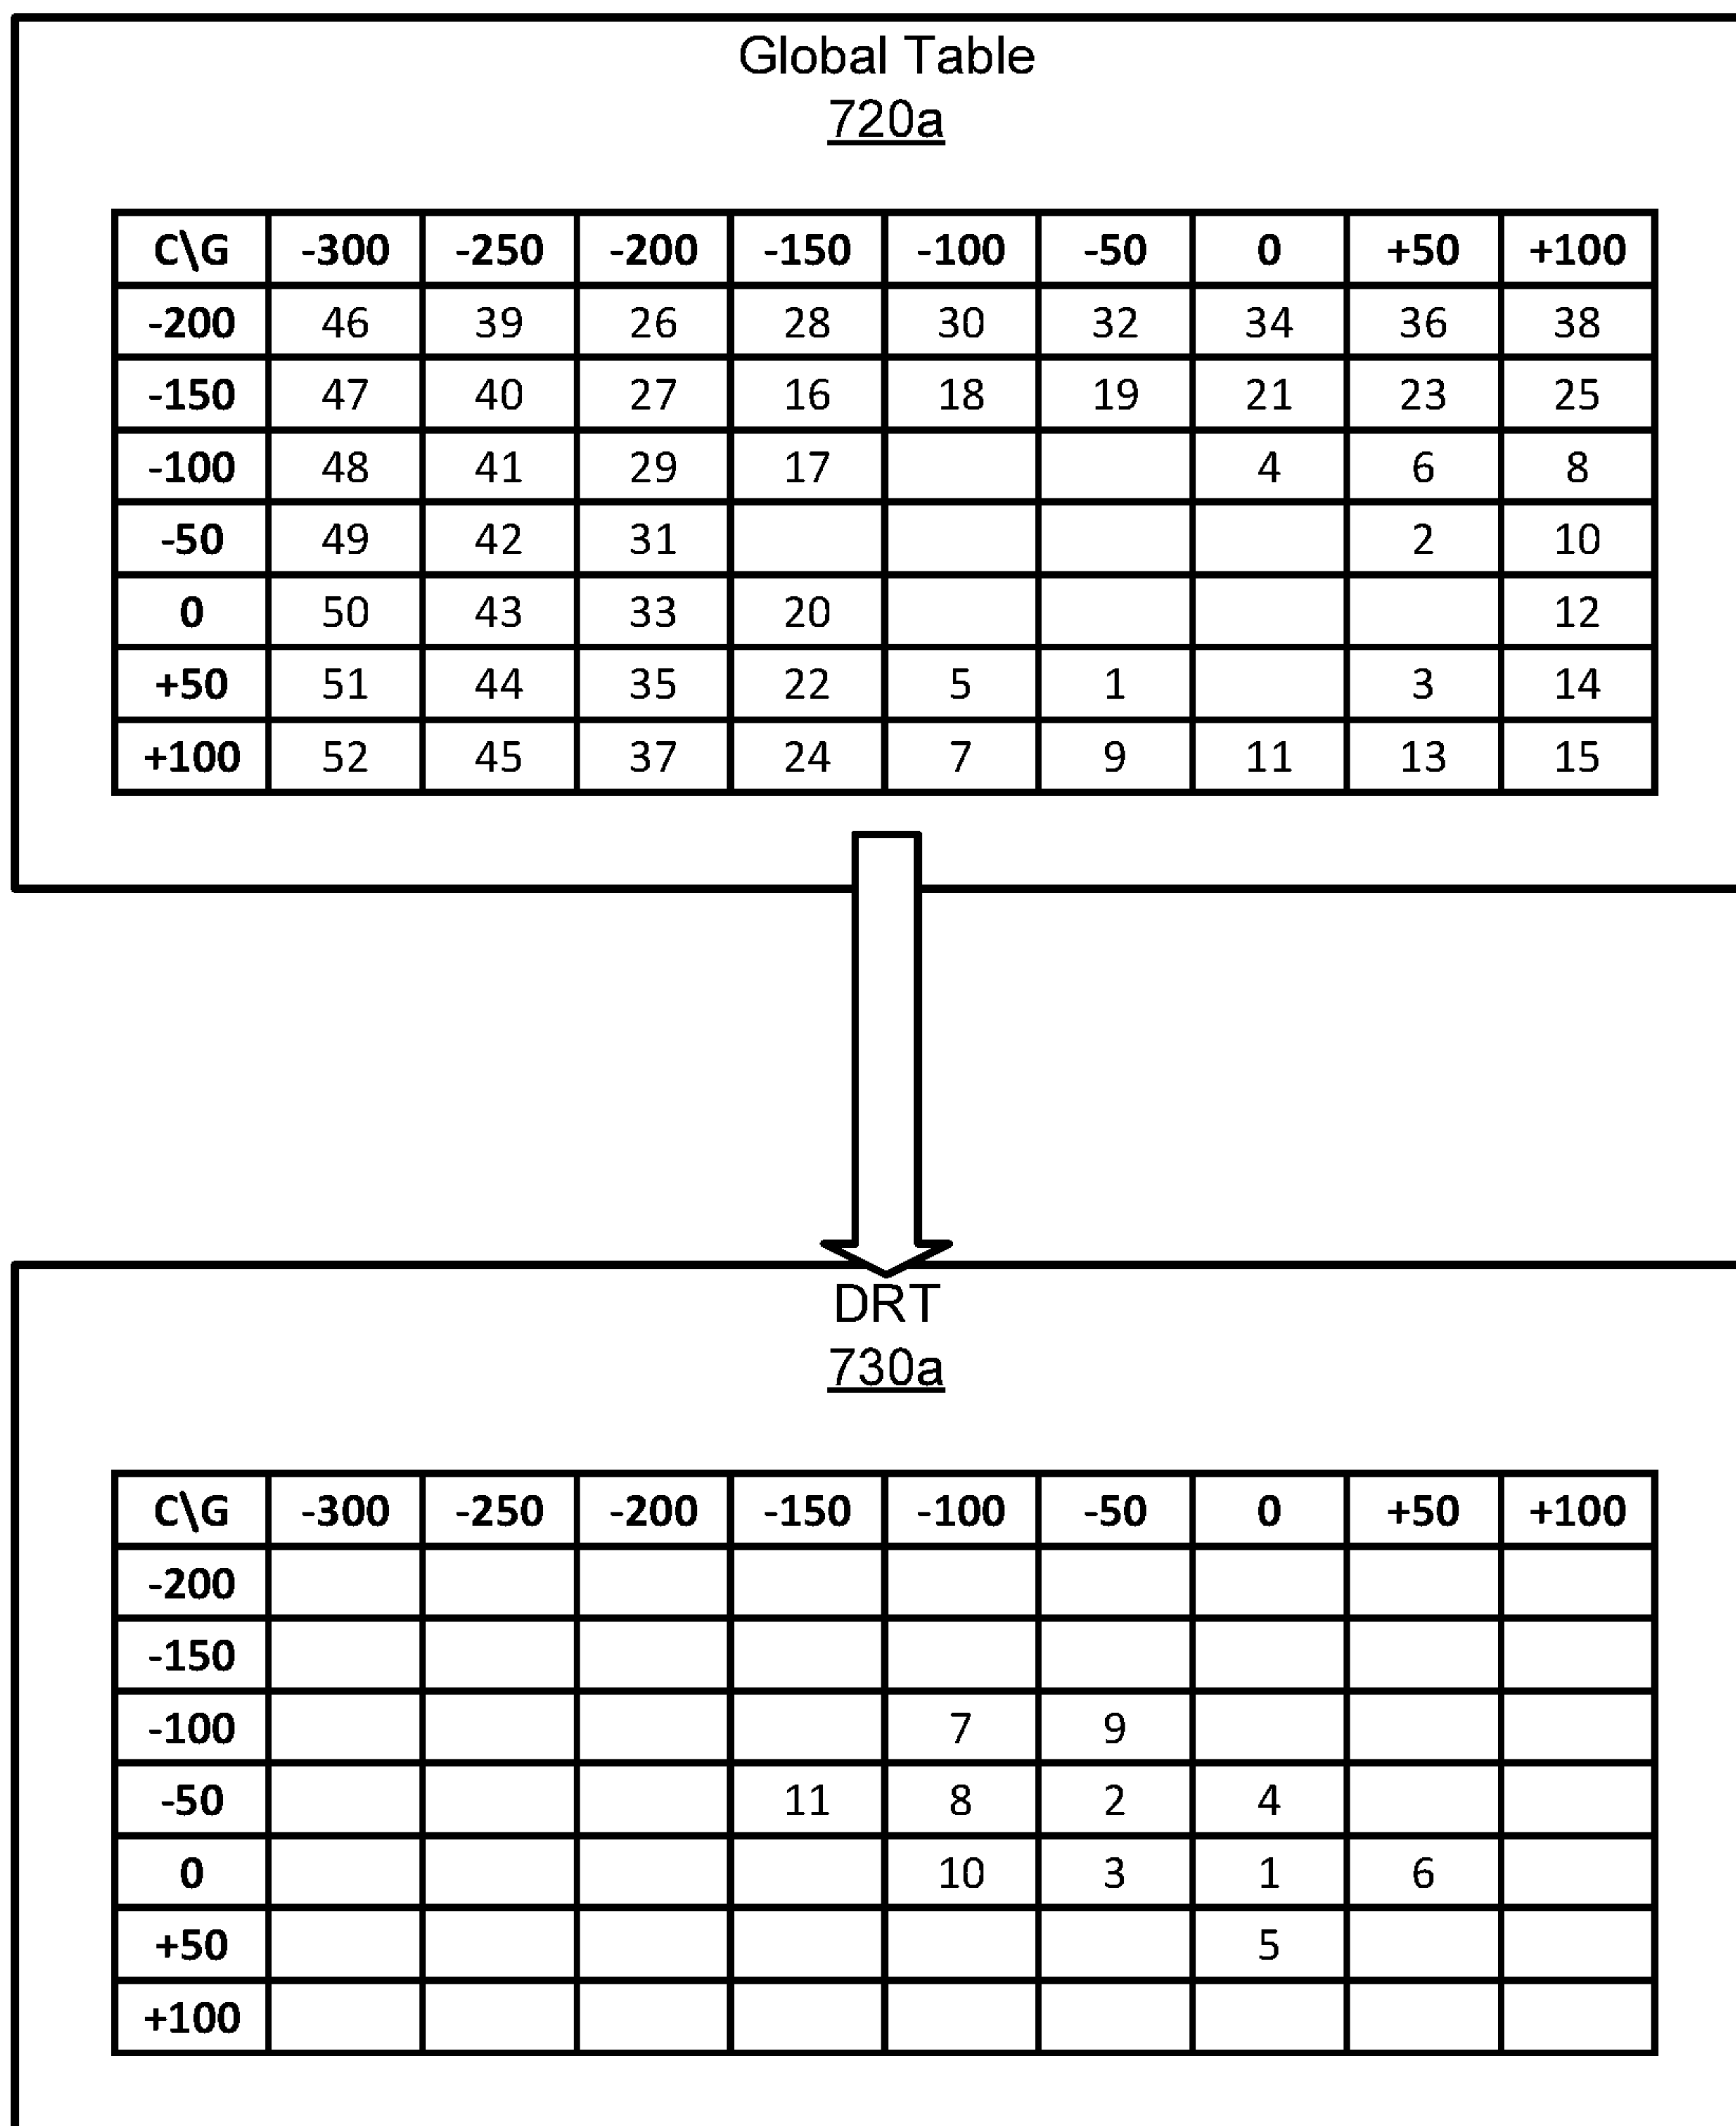 Global Table
720a
C\G -300 -250 -200 -150 -100 -50 0 +50 +100
-200 46 39 26 28 30 32 34 36 38
-150 47 40 27 16 18 19 21 23 25
-100 48 41 29 17 4 6 8
-50 49 42 31 2 10
0 50 43 33 20 12
+50 51 44 35 22 5 1 3 14
+100 52 45 37 24 7 9 11 13 15
DRT
730a
C\G -300 -250 -200 -150 -100 -50 0 +50 +100
-200
-150
-100 7 9
-50 11 8 2 4
0 10 3 1 6
+50 5
+100